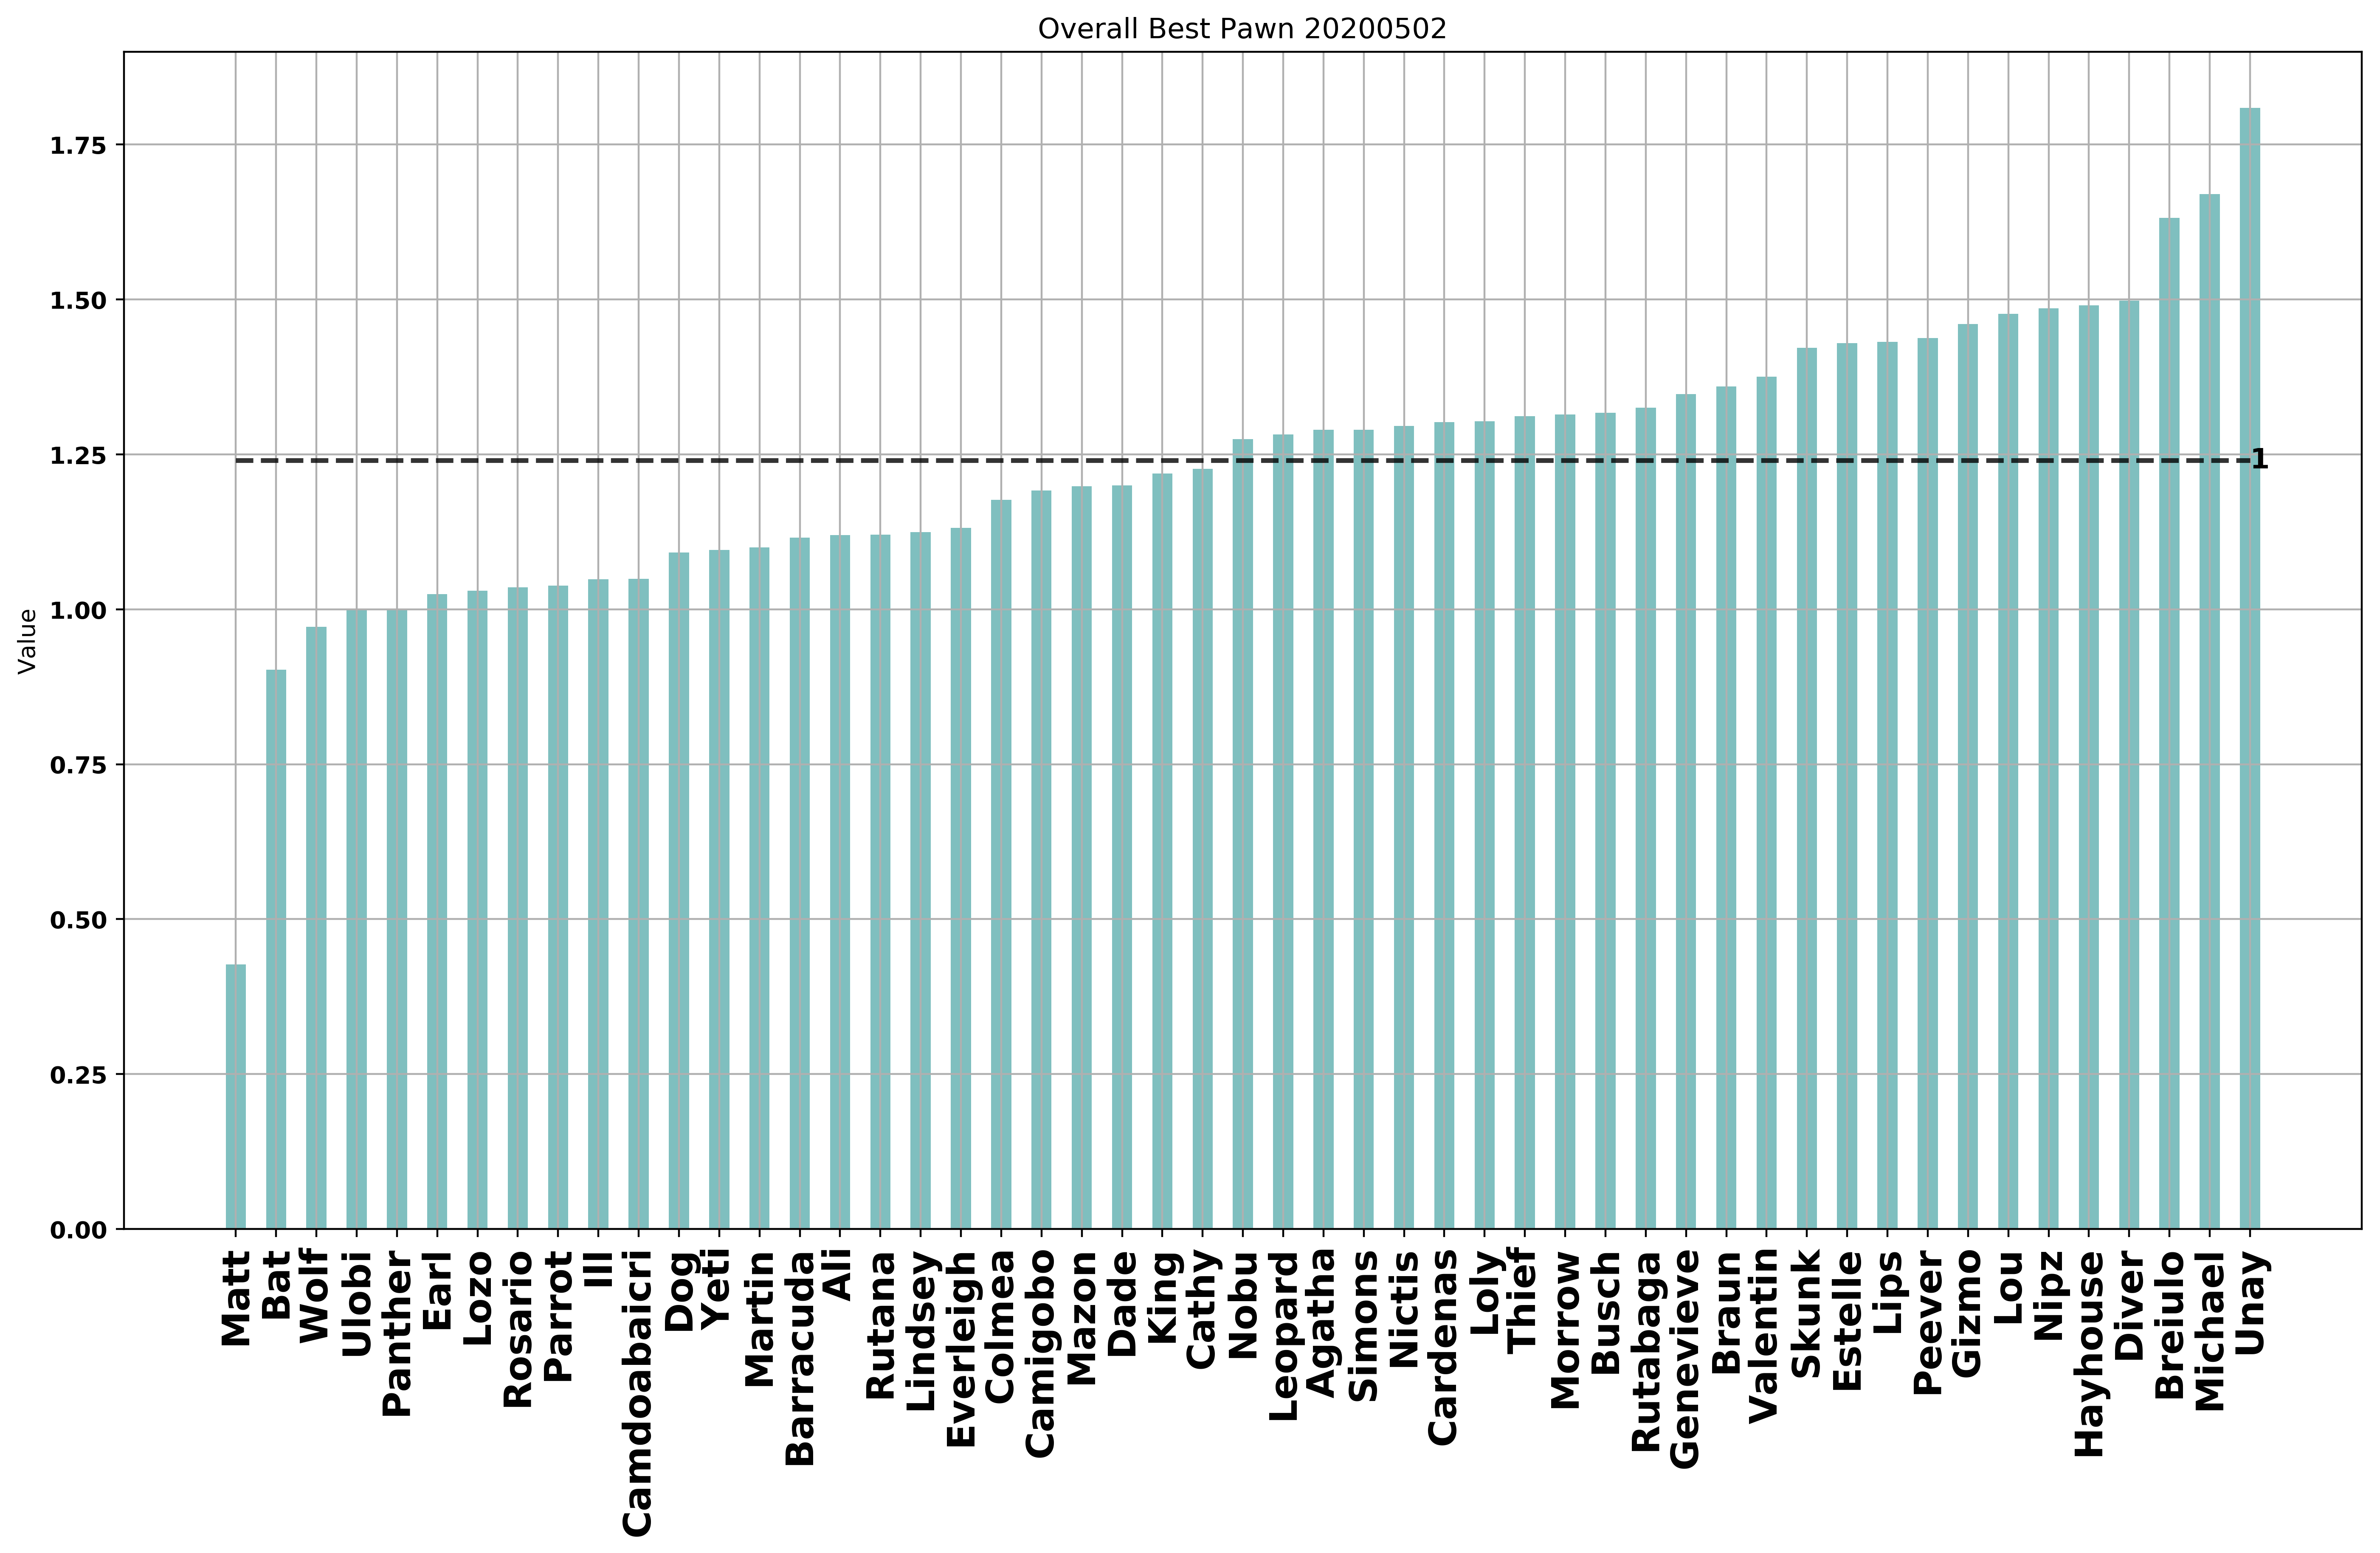 Overall Best Pawn 20200502
Value
1.75
1.50
1.25
1.00
0.75
0.50
0.25
0.00
1
Matt
Bat
Wolf
Ulobi
Panther
Earl
Lozo
Rosario
Parrot
Ill
Camdoabaicri
Dog
Yeti
Martin
Barracuda
Ali
Rutana
Lindsey
Everleigh
Colmea
Camigobo
Mazon
Dade
King
Cathy
Nobu
Leopard
Agatha
Simons
Nictis
Cardenas
Loly
Thief
Morrow
Busch
Rutabaga
Genevieve
Braun
Valentin
Skunk
Estelle
Lips
Peever
Gizmo
Lou
Nipz
Hayhouse
Diver
Breiulo
Michael
Unay